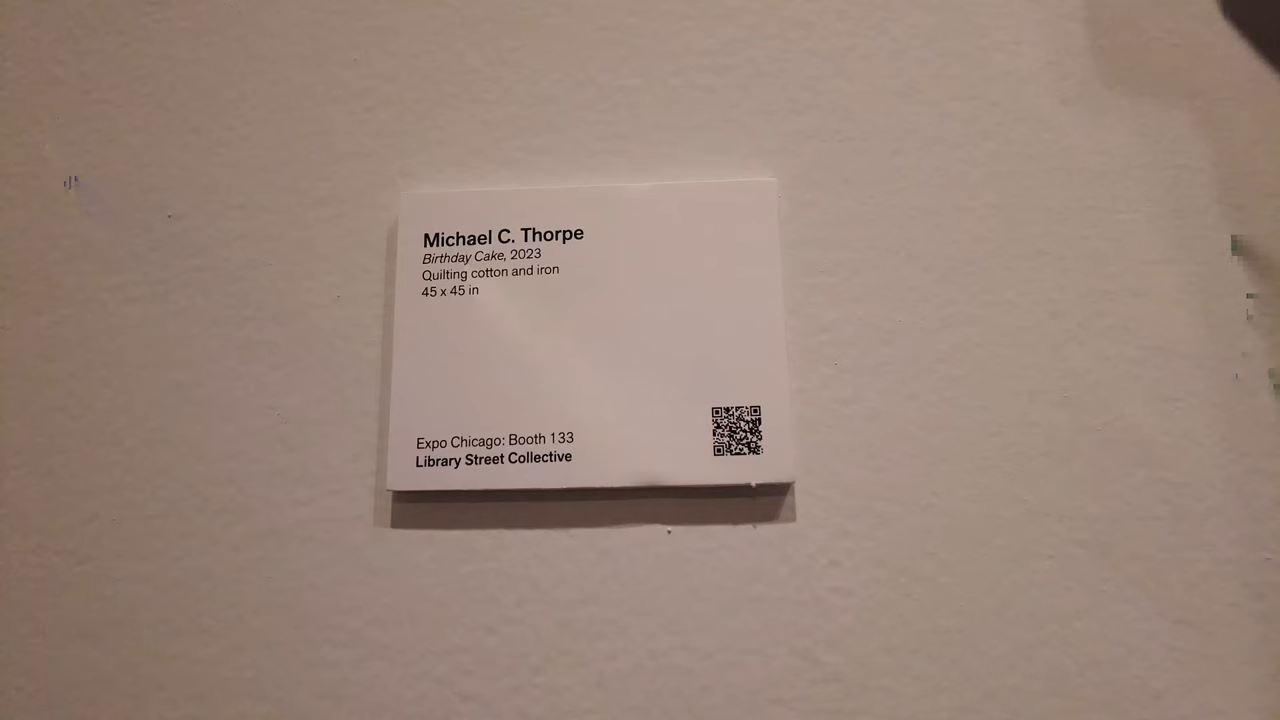 Michael C. Thorpe
Birthday Cake, 2023
Quilting cotton and iron
45 x 45 in
Expo Chicago: Booth 133
Library Street Collective